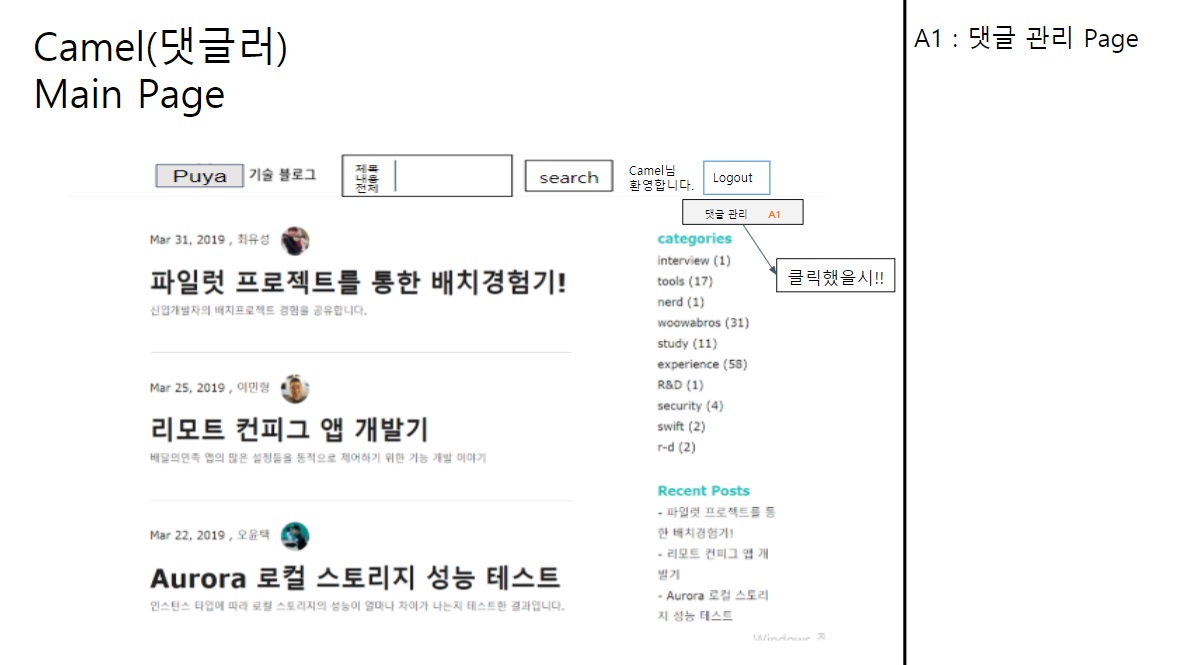 Camel(댓글러)
Main Page
A1 : 댓글 관리 Page
Puya 기술 블로그
제목
내용
전체
search
Camel님
환영합니다.
Logout
댓글 관리 A1
클릭했을시!!
Mar 31, 2019 , 최유성
파일럿 프로젝트를 통한 배치경험기!
신입개발자의 배치프로젝트 경험을 공유합니다.
Mar 25, 2019 , 이민형
리모트 컨피그 앱 개발기
배달의민족 앱의 많은 설정들을 동적으로 제어하기 위한 기능 개발 이야기
Mar 22, 2019 , 오윤택
Aurora 로컬 스토리지 성능 테스트
인스턴스 타입에 따라 로컬 스토리지의 성능이 얼마나 차이가 나는지 테스트한 결과입니다.
categories
interview (1)
tools (17)
nerd (1)
woowabros (31)
study (11)
experience (58)
R&D (1)
security (4)
swift (2)
r-d (2)
Recent Posts
- 파일럿 프로젝트를 통
한 배치경험기!
- 리모트 컨피그 앱 개
발기
- Aurora 로컬 스토리
지 성능 테스트
Windows